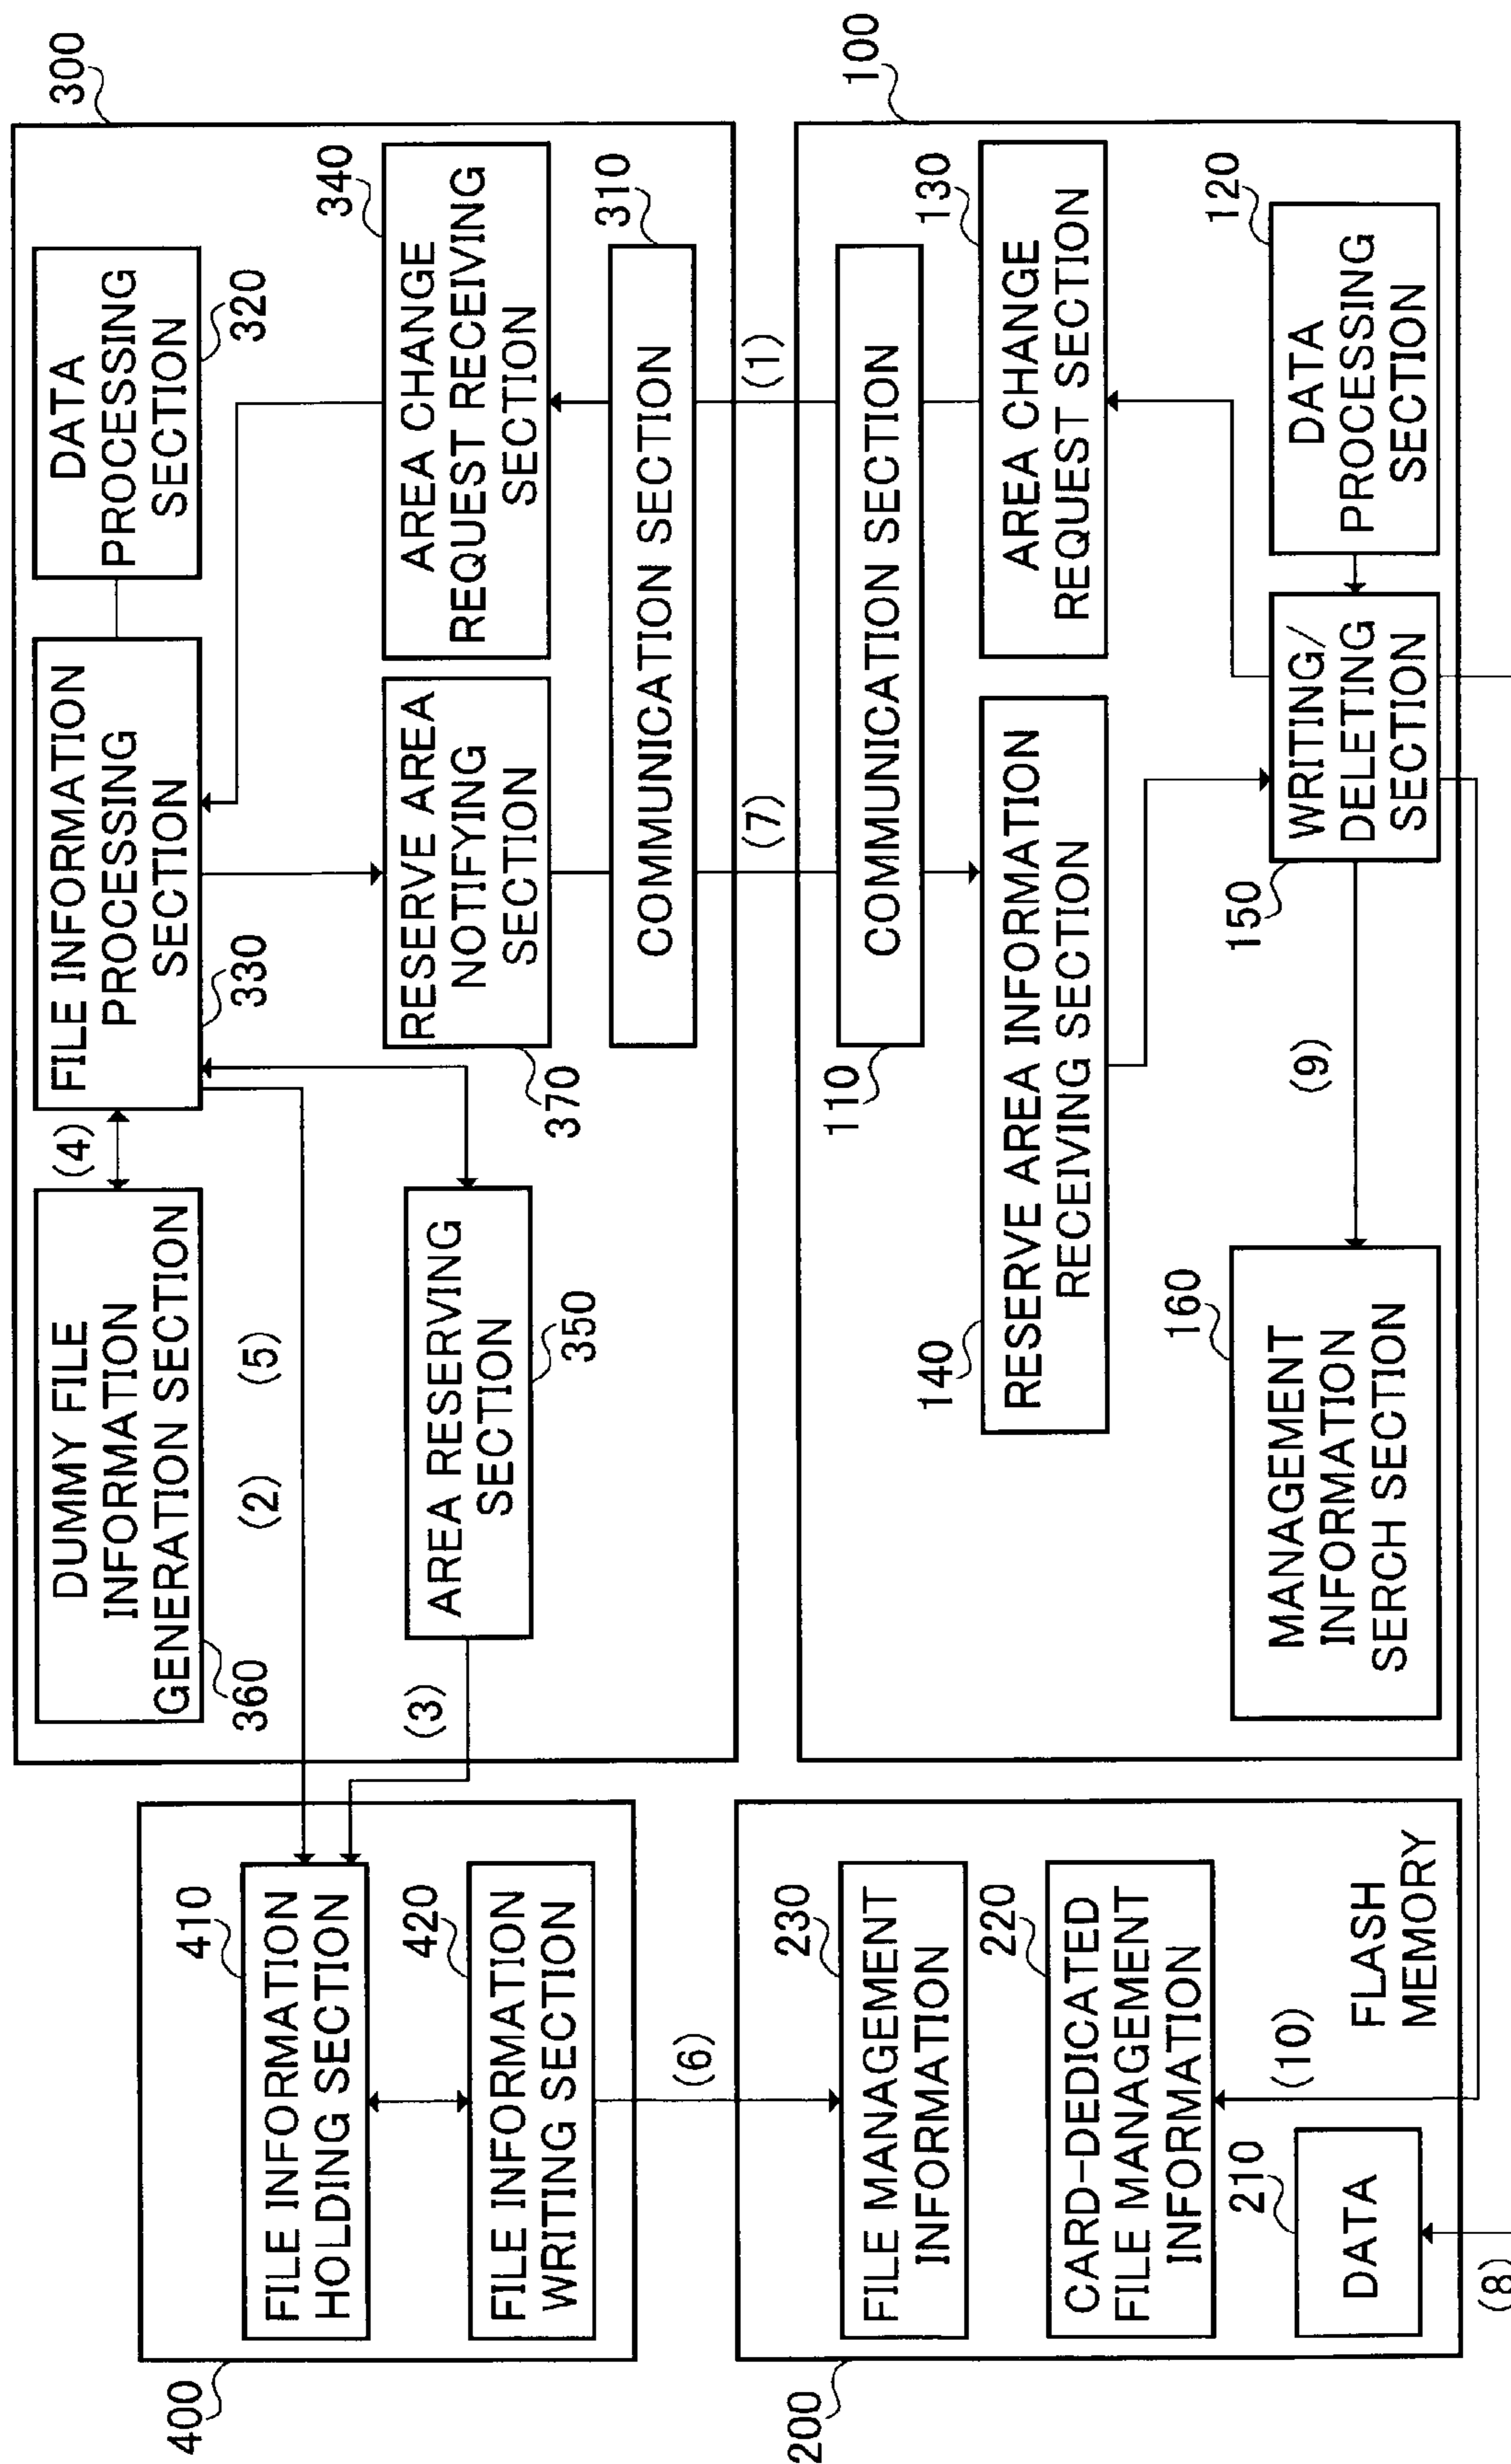 400
410
FILE INFORMATION
HOLDING SECTION
420
FILE INFORMATION
WRITING SECTION
(6)
200
230
FILE MANAGEMENT
INFORMATION
220
CARD-DEDICATED
FILE MANAGEMENT
INFORMATION
210
DATA
FLASH
MEMORY
(10)
(8)
300
DUMMY FILE
INFORMATION
GENERATION SECTION
360
(4)
FILE INFORMATION
PROCESSING
SECTION
330
DATA
PROCESSING
SECTION
320
(2)
(5)
(3)
AREA RESERVING
SECTION
350
RESERVE AREA
NOTIFYING
SECTION
370
340
AREA CHANGE
REQUEST RECEIVING
SECTION
310
COMMUNICATION SECTION
(7)
(1)
100
110
COMMUNICATION SECTION
140
RESERVE AREA INFORMATION
RECEIVING SECTION
130
AREA CHANGE
REQUEST SECTION
160
MANAGEMENT
INFORMATION
SERCH SECTION
(9)
150
WRITING/
DELETING
SECTION
120
DATA
PROCESSING
SECTION